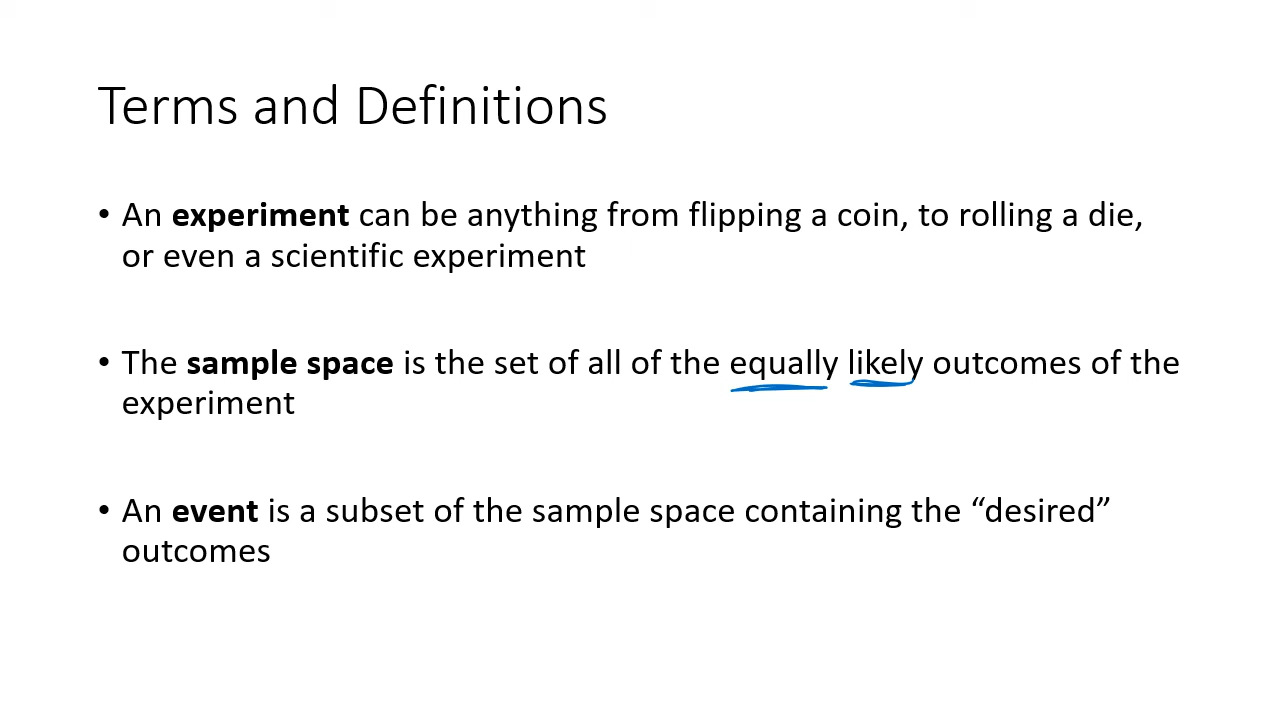 Terms and Definitions
• An experiment can be anything from flipping a coin, to rolling a die,
or even a scientific experiment
• The sample space is the set of all of the equally likely outcomes of the
experiment
• An event is a subset of the sample space containing the “desired”
outcomes